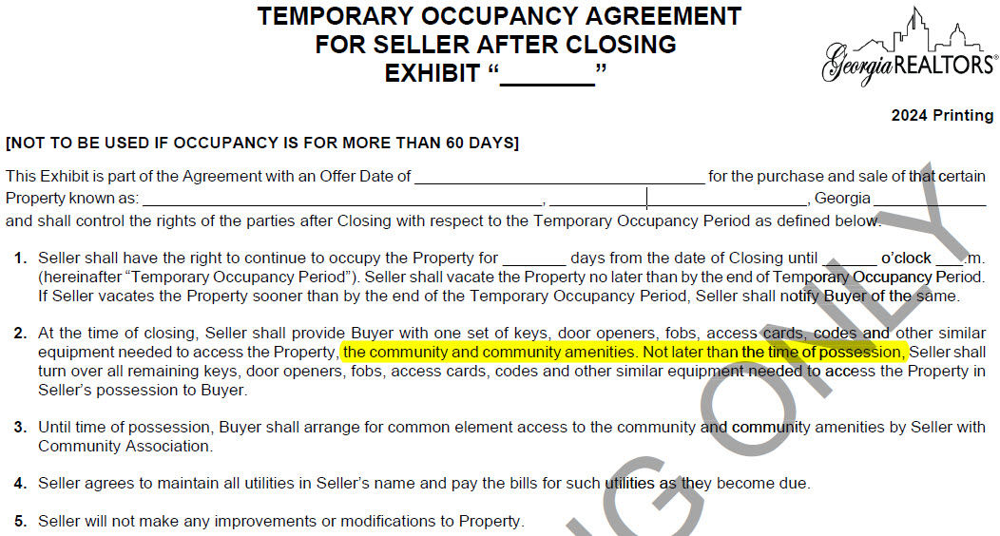 TEMPORARY OCCUPANCY AGREEMENT
FOR SELLER AFTER CLOSING
EXHIBIT “_______”
Georgia REALTORS®
2024 Printing
[NOT TO BE USED IF OCCUPANCY IS FOR MORE THAN 60 DAYS]
This Exhibit is part of the Agreement with an Offer Date of ______________________________ for the purchase and sale of that certain
Property known as: ________________________________________, __________________________, Georgia ____________
and shall control the rights of the parties after Closing with respect to the Temporary Occupancy Period as defined below.
1. Seller shall have the right to continue to occupy the Property for _______ days from the date of Closing until ______ o’clock ___.m.
(hereinafter “Temporary Occupancy Period”). Seller shall vacate the Property no later than by the end of Temporary Occupancy Period.
If Seller vacates the Property sooner than by the end of the Temporary Occupancy Period, Seller shall notify Buyer of the same.
2. At the time of closing, Seller shall provide Buyer with one set of keys, door openers, fobs, access cards, codes and other similar
equipment needed to access the Property, the community and community amenities. Not later than the time of possession, Seller shall
turn over all remaining keys, door openers, fobs, access cards, codes and other similar equipment needed to access the Property in
Seller’s possession to Buyer.
3. Until time of possession, Buyer shall arrange for common element access to the community and community amenities by Seller with
Community Association.
4. Seller agrees to maintain all utilities in Seller’s name and pay the bills for such utilities as they become due.
5. Seller will not make any improvements or modifications to Property.
NG ONLY